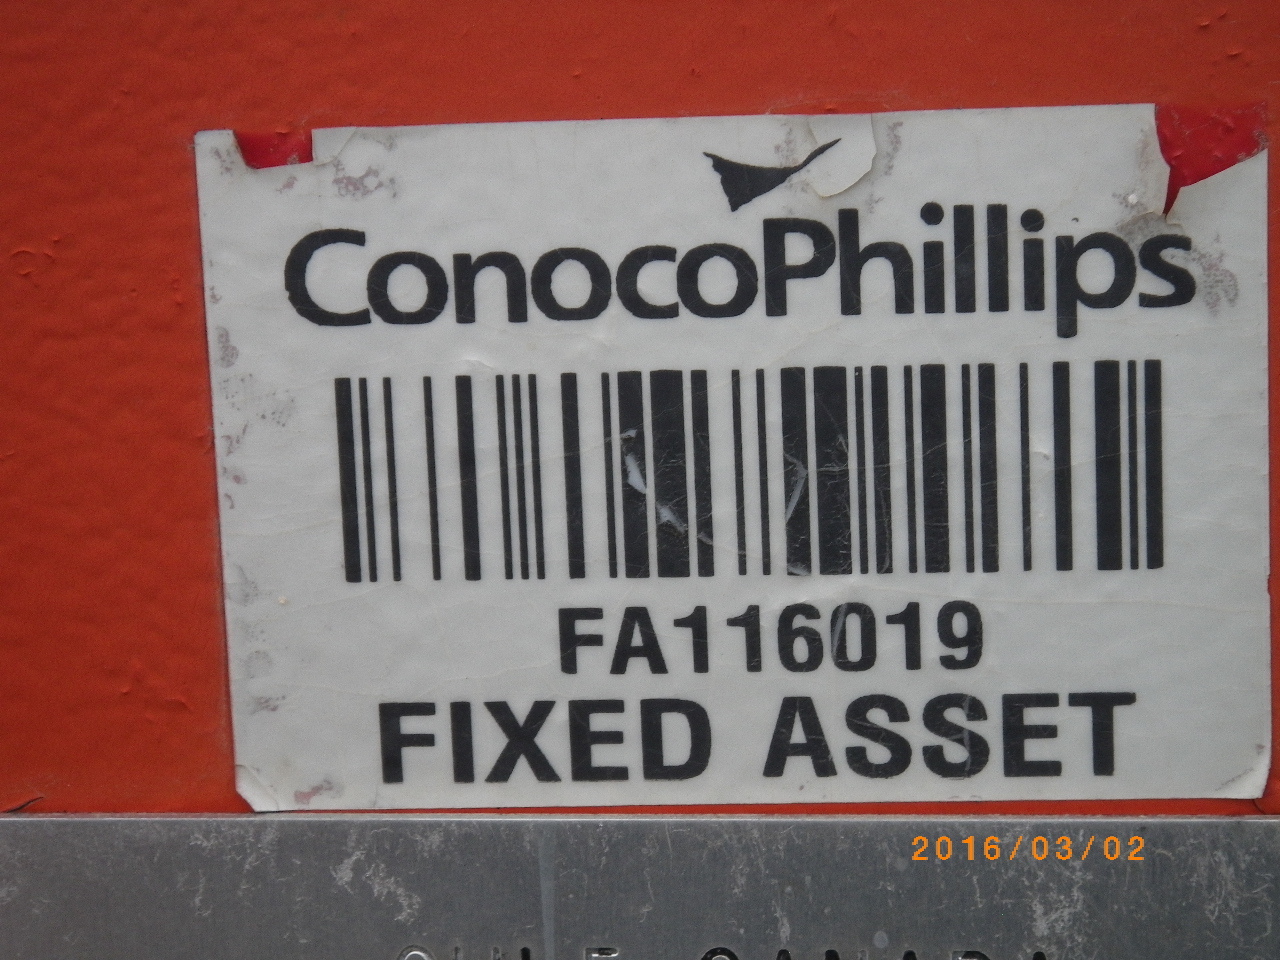 ConocoPhillips
FA116019
FIXED ASSET
2016/03/02